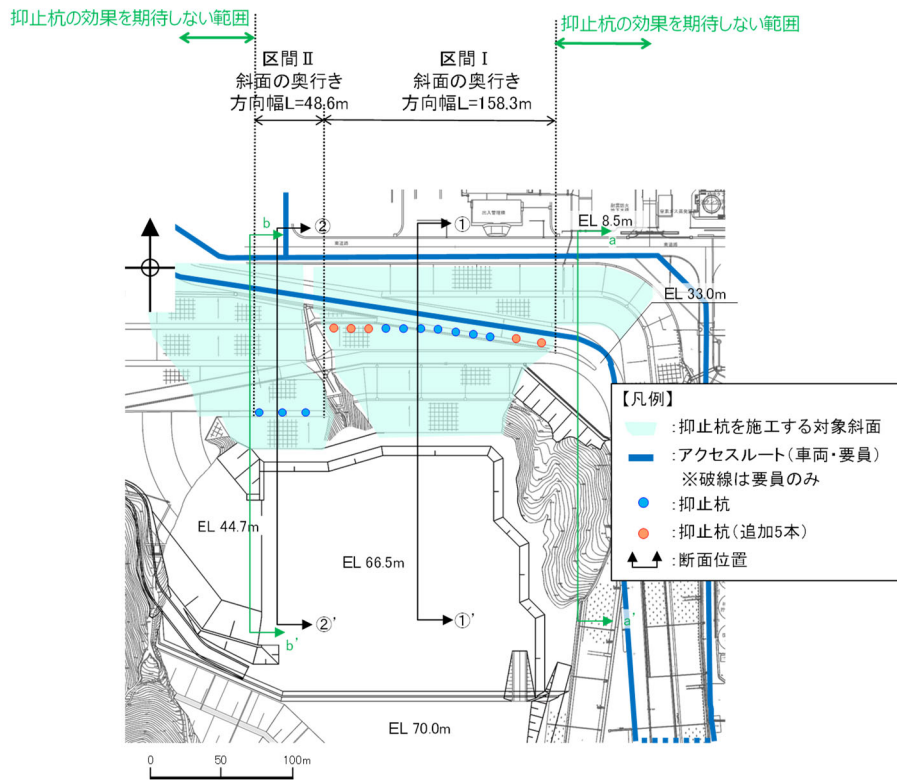 抑止杭の効果を期待しない範囲
抑止杭の効果を期待しない範囲
区間Ⅱ
斜面の奥行き
方向幅L=48.6m
区間Ⅰ
斜面の奥行き
方向幅L=158.3m
b
②
①
EL 8.5m
a
EL 33.0m
【凡例】
:抑止杭を施工する対象斜面
:アクセスルート(車両・要員)
※破線は要員のみ
:抑止杭
:抑止杭(追加5本)
:断面位置
EL 44.7m
EL 66.5m
②'
①'
a'
b'
EL 70.0m
0 50 100m